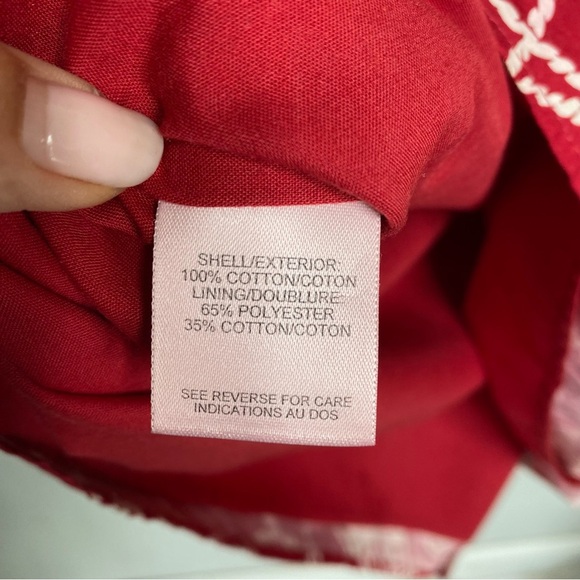 SHELL/EXTERIOR:
100% COTTON/COTON
LINING/DOUBLURE:
65% POLYESTER
35% COTTON/COTON
SEE REVERSE FOR CARE
INDICATIONS AU DOS